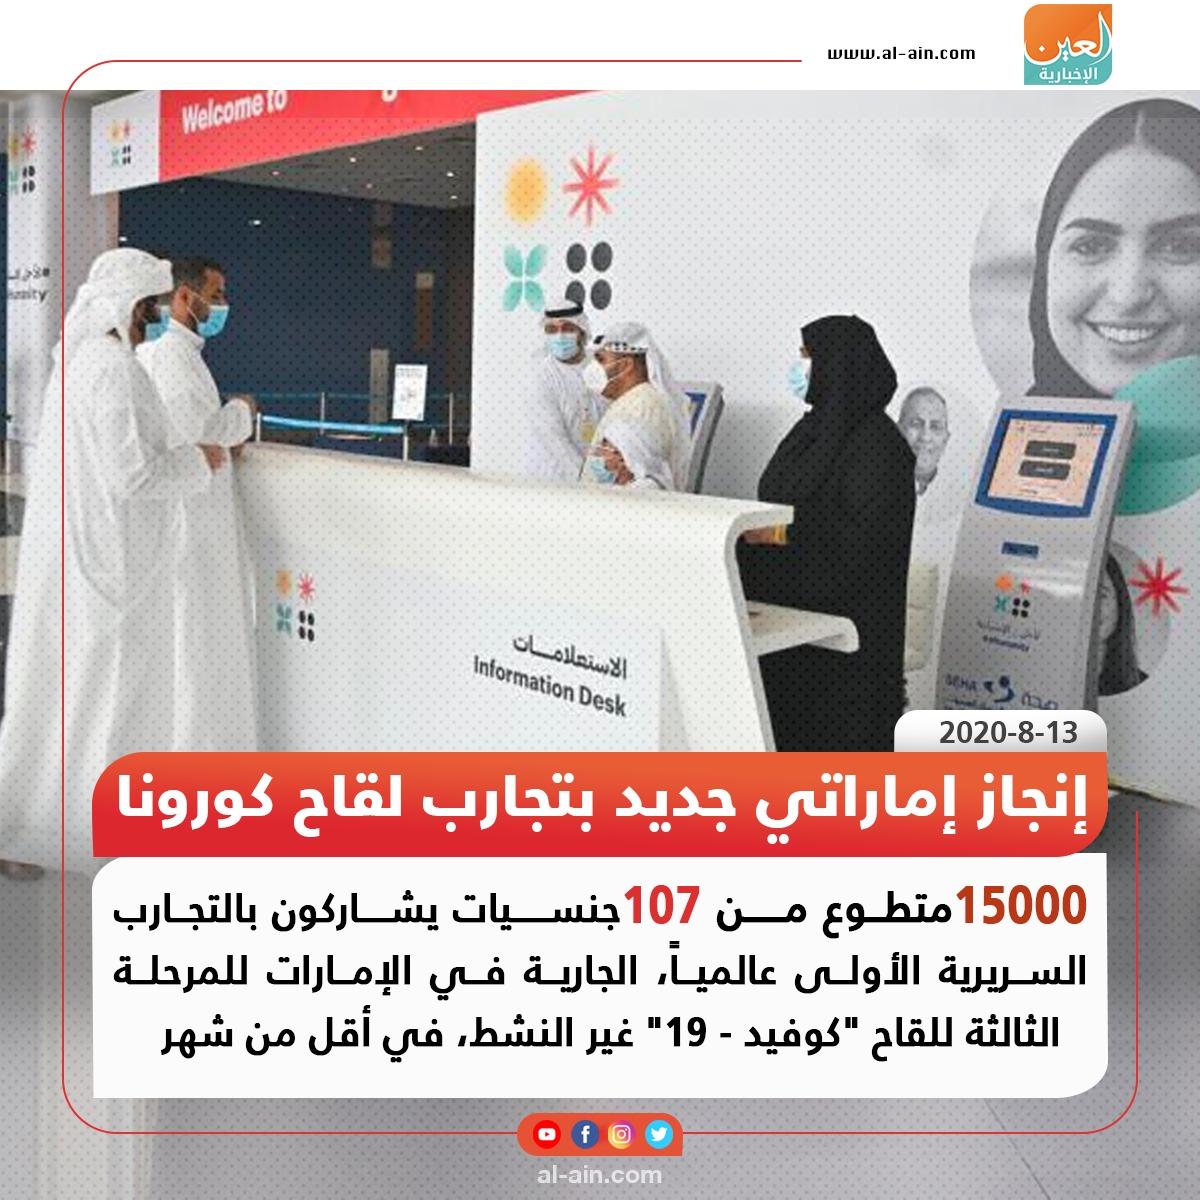 www.al-ain.com
العين
الإخبارية
Welcome to
الاستعلامات
Information Desk
SEHA
صحة
2020-8-13
إنجاز إماراتي جديد بتجارب لقاح كورونا
15000متطوع من 107جنسيات يشاركون بالتجارب
السريرية الأولى عالمياً، الجارية في الإمارات للمرحلة
الثالثة للقاح "كوفيد - 19" غير النشط، في أقل من شهر
al-ain.com